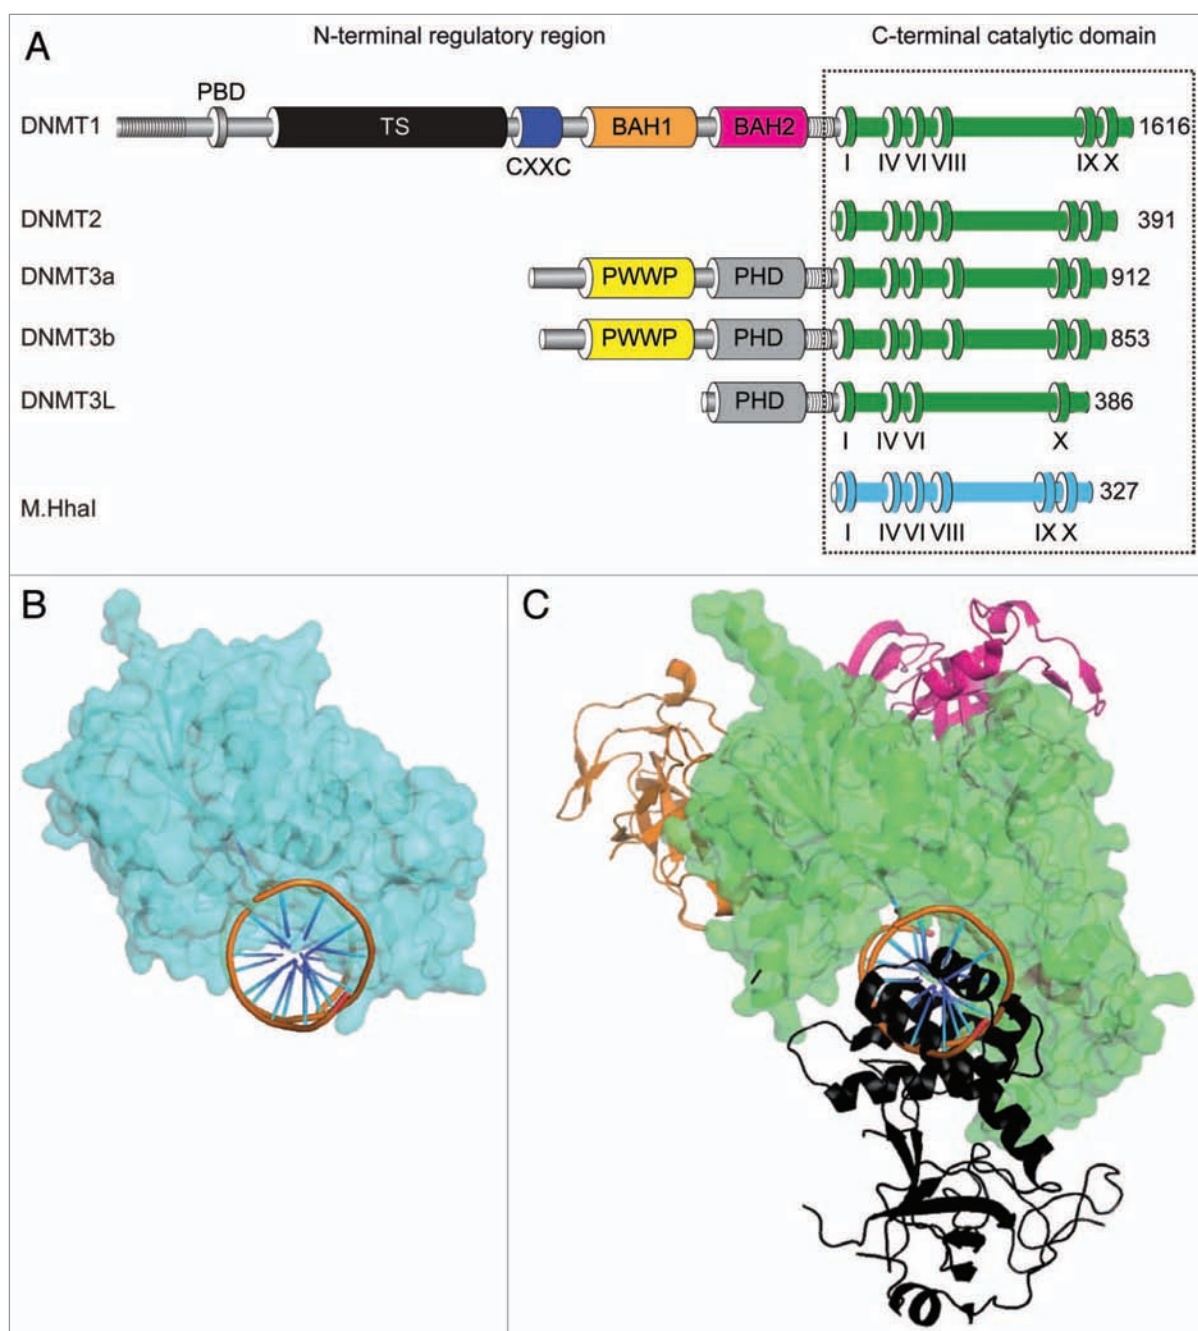 A
N-terminal regulatory region
C-terminal catalytic domain
PBD
DNMT1
TS
BAH1
BAH2
1616
CXXC
I IV VI VIII IX X
DNMT2
391
DNMT3a
PWWP
PHD
912
DNMT3b
PWWP
PHD
853
DNMT3L
PHD
386
I IV VI X
M.HhaI
327
I IV VI VIII IX X
B
C